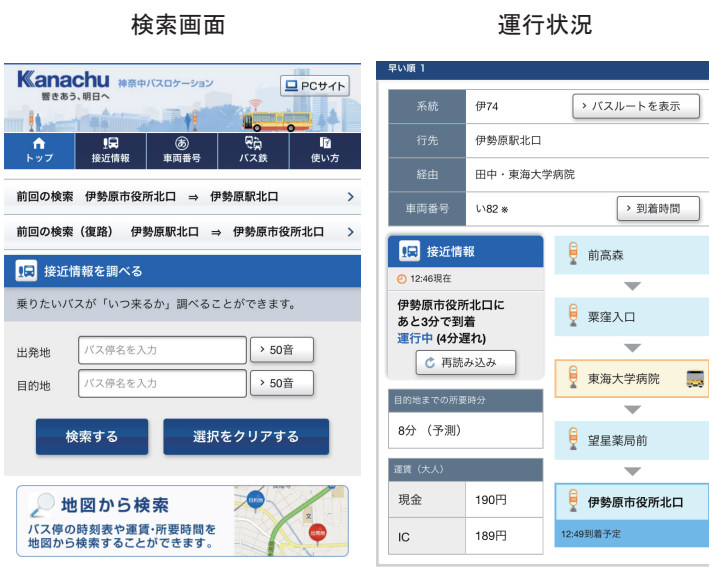 検索画面
Kanachu 神奈中バスロケーション
響きあう、明日へ
PCサイト
トップ
接近情報
車両番号
バス鉄
使い方
前回の検索 伊勢原市役所北口 ⇒ 伊勢原駅北口
前回の検索（復路） 伊勢原駅北口 ⇒ 伊勢原市役所北口
接近情報を調べる
乗りたいバスが「いつ来るか」調べることができます。
出発地 バス停名を入力 50音
目的地 バス停名を入力 50音
検索する 選択をクリアする
地図から検索
バス停の時刻表や運賃・所要時間を
地図から検索することができます。
目的地
文
出発地
運行状況
早い順 1
系統 伊74 バスルートを表示
行先 伊勢原駅北口
経由 田中・東海大学病院
車両番号 い82 ※ 到着時間
接近情報
12:46現在
伊勢原市役所北口に
あと3分で到着
運行中 (4分遅れ)
再読み込み
目的地までの所要時分
8分 （予測）
運賃（大人）
現金 190円
IC 189円
前高森
粟窪入口
東海大学病院
望星薬局前
伊勢原市役所北口
12:49到着予定